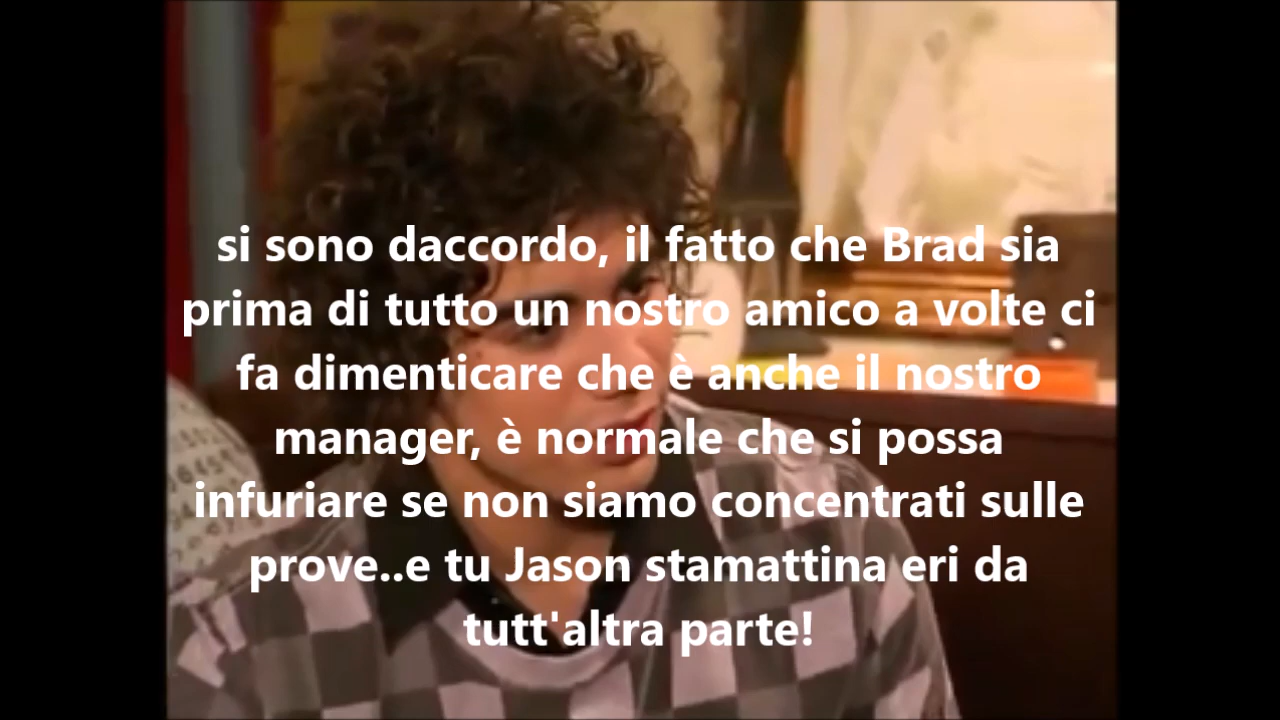 si sono daccordo, il fatto che Brad sia
prima di tutto un nostro amico a volte ci
fa dimenticare che è anche il nostro
manager, è normale che si possa
infuriare se non siamo concentrati sulle
prove..e tu Jason stamattina eri da
tutt'altra parte!